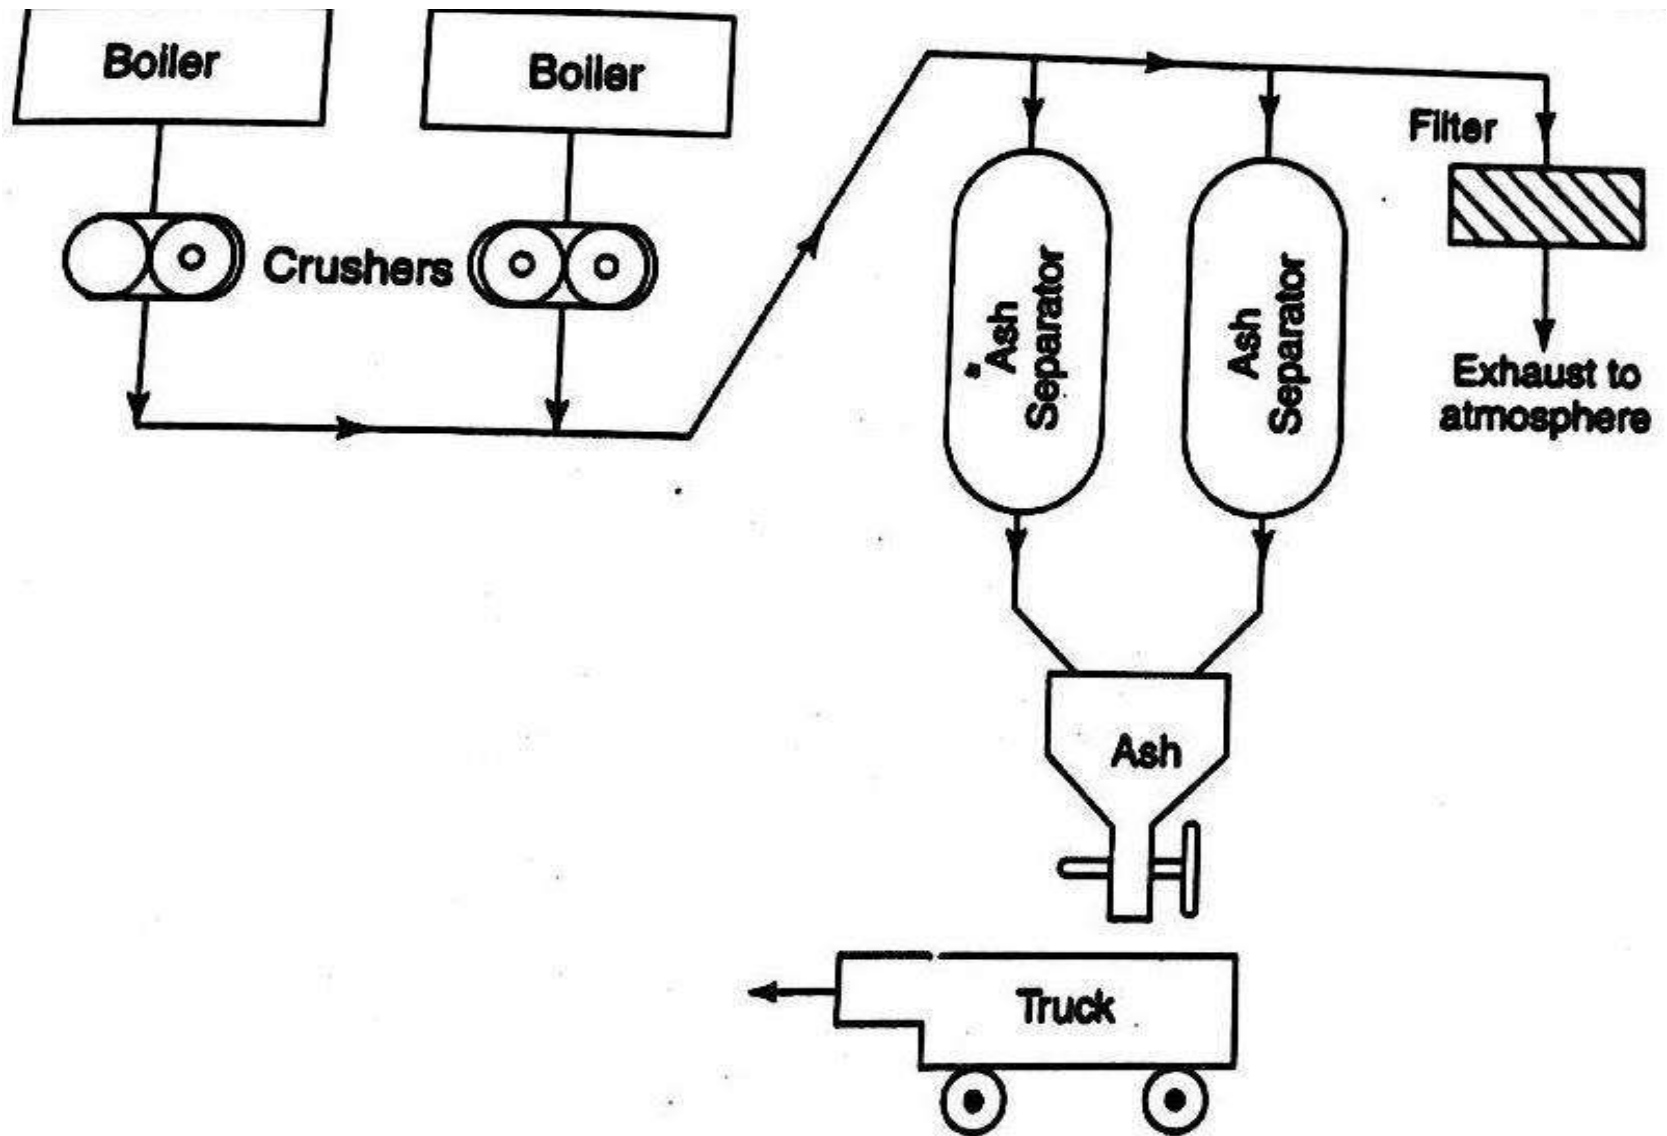 Boiler
Boiler
Crushers
Filter
Ash
Separator
Ash
Separator
Exhaust to
atmosphere
Ash
Truck